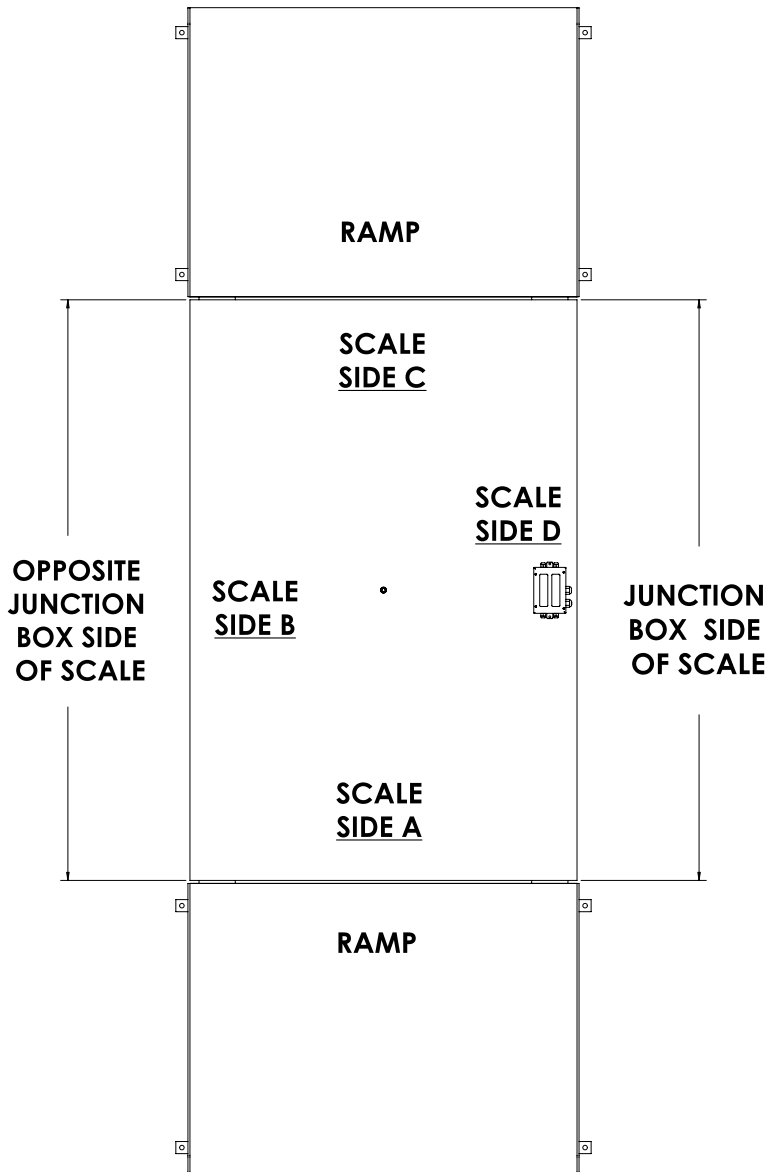 RAMP
SCALE
SIDE C
SCALE
SIDE D
OPPOSITE
JUNCTION
BOX SIDE
OF SCALE
SCALE
SIDE B
JUNCTION
BOX SIDE
OF SCALE
SCALE
SIDE A
RAMP